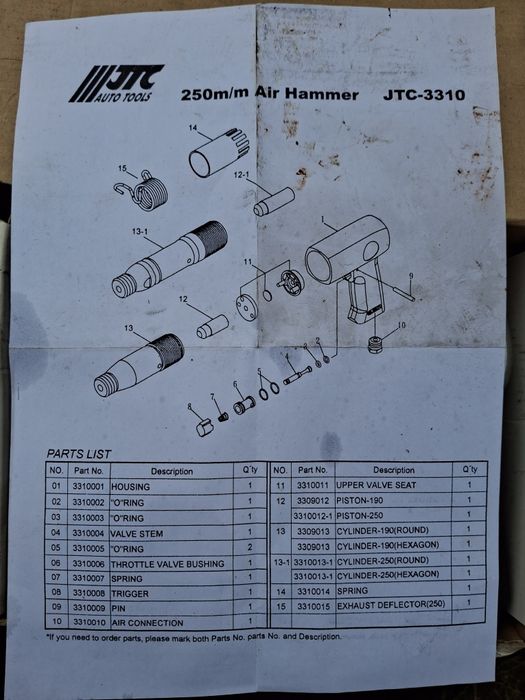 JTC
AUTO TOOLS
250m/m Air Hammer JTC-3310
14
15
12-1
1
13-1
11
9
12
10
13
2
3
4
5
6
7
8
PARTS LIST
NO. Part No. Description Q'ty NO. Part No. Description Q'ty
01 3310001 HOUSING 1 11 3310011 UPPER VALVE SEAT 1
02 3310002 "O"RING 1 12 3309012 PISTON-190 1
03 3310003 "O"RING 1 3310012-1 PISTON-250 1
04 3310004 VALVE STEM 1 13 3309013 CYLINDER-190(ROUND) 1
05 3310005 "O"RING 2 3309013 CYLINDER-190(HEXAGON) 1
06 3310006 THROTTLE VALVE BUSHING 1 13-1 3310013-1 CYLINDER-250(ROUND) 1
07 3310007 SPRING 1 3310013-1 CYLINDER-250(HEXAGON) 1
08 3310008 TRIGGER 1 14 3310014 SPRING 1
09 3310009 PIN 1 15 3310015 EXHAUST DEFLECTOR(250) 1
10 3310010 AIR CONNECTION 1
*If you need to order parts, please mark both Parts No. parts No. and Description.